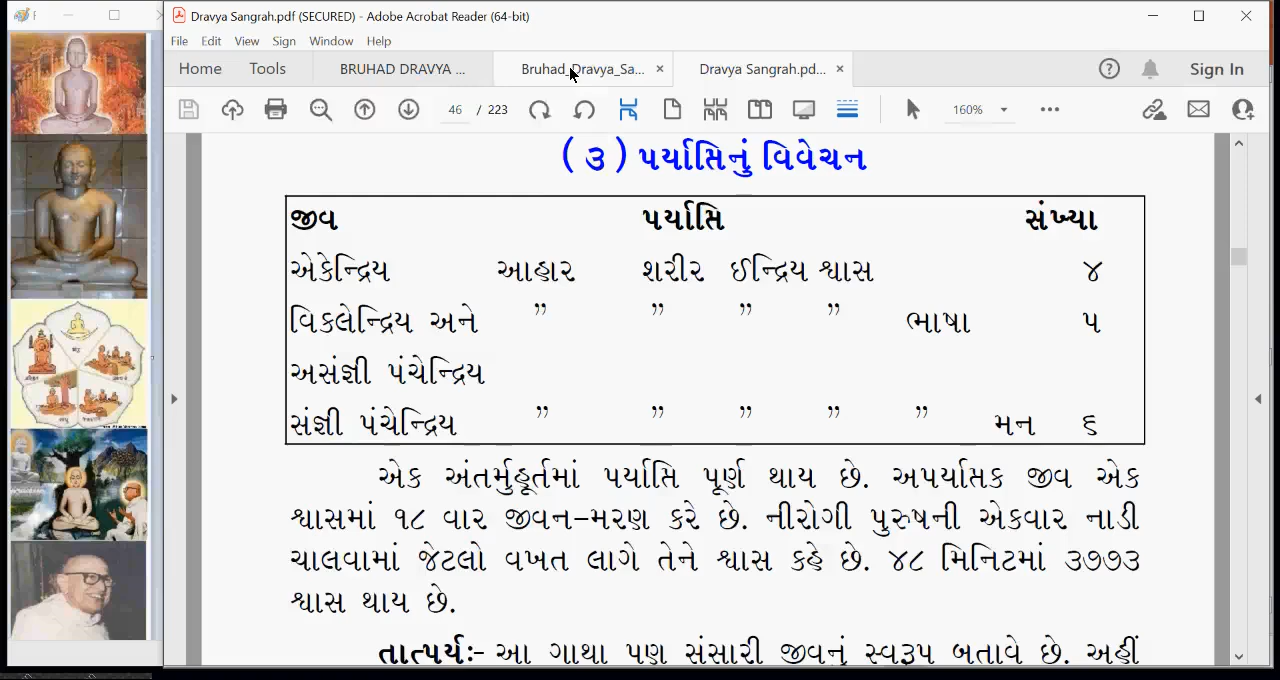 Dravya Sangrah.pdf (SECURED) - Adobe Acrobat Reader (64-bit)
File Edit View Sign Window Help
Home Tools BRUHAD DRAVYA ... Bruhad_Dravya_Sa... × Dravya Sangrah.pd... × Sign In
46 / 223 160%
(૩) પર્યાપ્તિનું વિવેચન
જીવ પર્યાપ્તિ સંખ્યા
એકેન્દ્રિય આહાર શરીર ઈન્દ્રિય શ્વાસ ૪
વિકલેન્દ્રિય અને ” ” ” ” ભાષા ૫
અસંજ્ઞી પંચેન્દ્રિય
સંજ્ઞી પંચેન્દ્રિય ” ” ” ” ” મન ૬
એક અંતર્મુહૂર્તમાં પર્યાપ્તિ પૂર્ણ થાય છે. અપર્યાપ્તક જીવ એક
શ્વાસમાં ૧૮ વાર જીવન-મરણ કરે છે. નીરોગી પુરુષની એકવાર નાડી
ચાલવામાં જેટલો વખત લાગે તેને શ્વાસ કહે છે. ૪૮ મિનિટમાં ૩૭૭૩
શ્વાસ થાય છે.
તાત્પર્યઃ- આ ગાથા પણ સંસારી જીવનું સ્વરૂપ બતાવે છે. અહીં